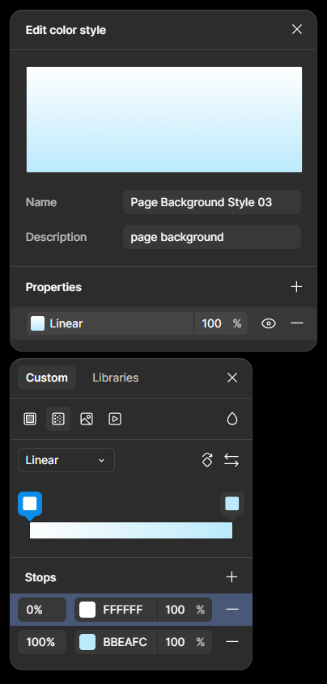 Edit color style
Name Page Background Style 03
Description page background
Properties
Linear 100 %
Custom Libraries
Linear
Stops
0% FFFFFF 100 %
100% BBEAFC 100 %